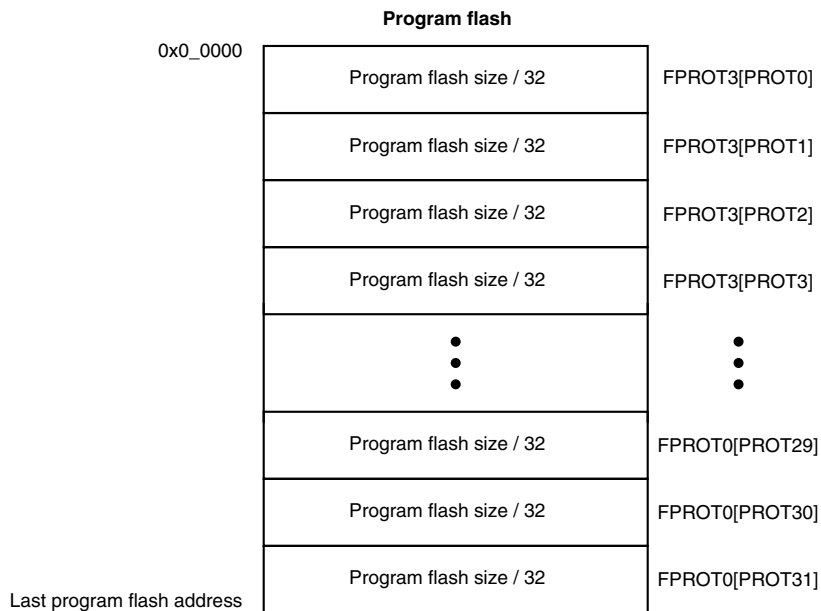 Program flash
0x0_0000
Program flash size / 32 FPROT3[PROT0]
Program flash size / 32 FPROT3[PROT1]
Program flash size / 32 FPROT3[PROT2]
Program flash size / 32 FPROT3[PROT3]
Program flash size / 32 FPROT0[PROT29]
Program flash size / 32 FPROT0[PROT30]
Program flash size / 32 FPROT0[PROT31]
Last program flash address